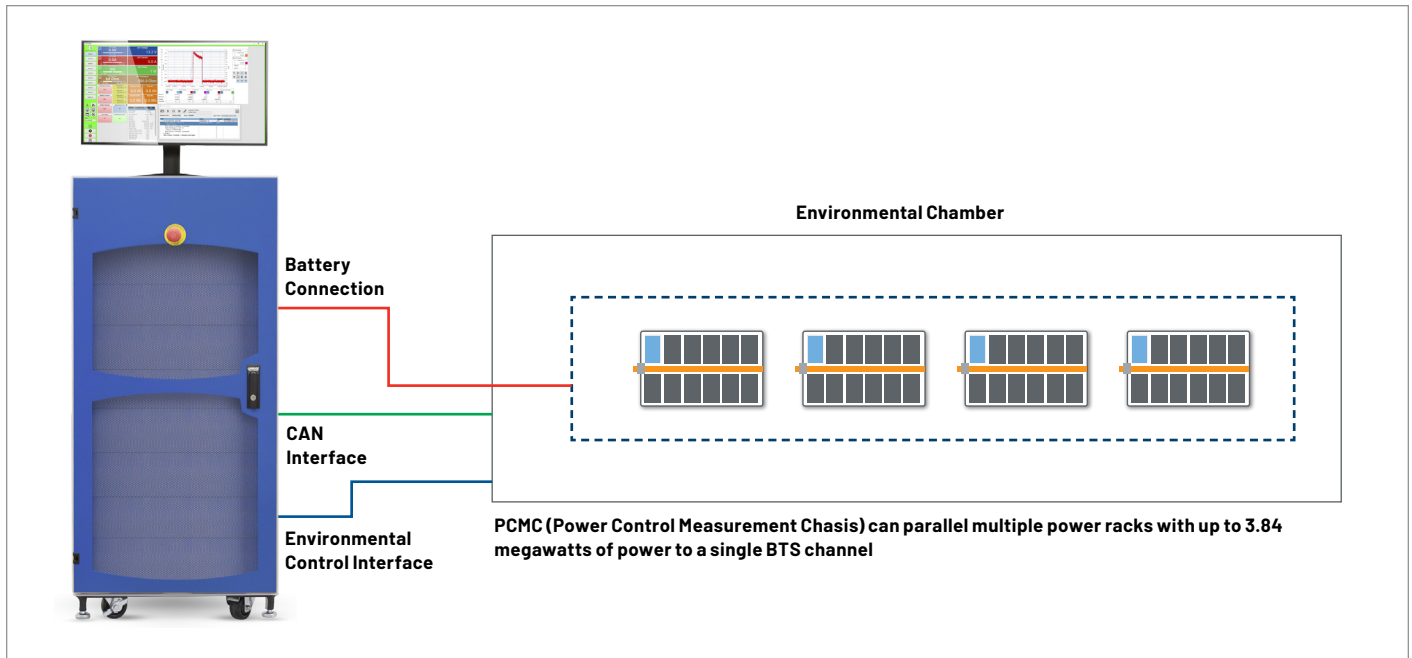 Environmental Chamber
Battery
Connection
CAN
Interface
Environmental
Control Interface
PCMC (Power Control Measurement Chasis) can parallel multiple power racks with up to 3.84
megawatts of power to a single BTS channel